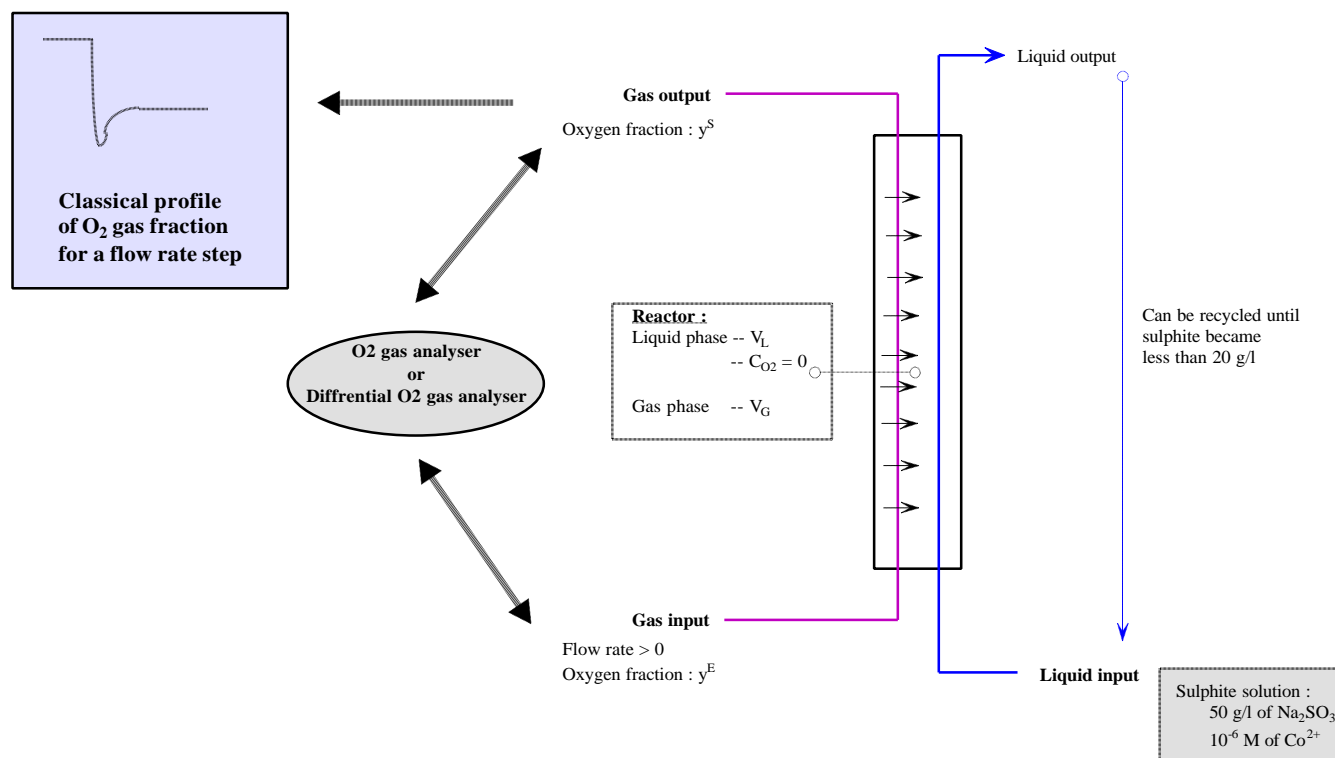 Classical profile
of O₂ gas fraction
for a flow rate step
Gas output
Oxygen fraction : yˢ
Liquid output
O2 gas analyser
or
Diffrential O2 gas analyser
Reactor :
Liquid phase -- V_L
-- C_O2 = 0
Gas phase -- V_G
Can be recycled until
sulphite became
less than 20 g/l
Gas input
Flow rate > 0
Oxygen fraction : yᴱ
Liquid input
Sulphite solution :
50 g/l of Na₂SO₃
10⁻⁶ M of Co²⁺